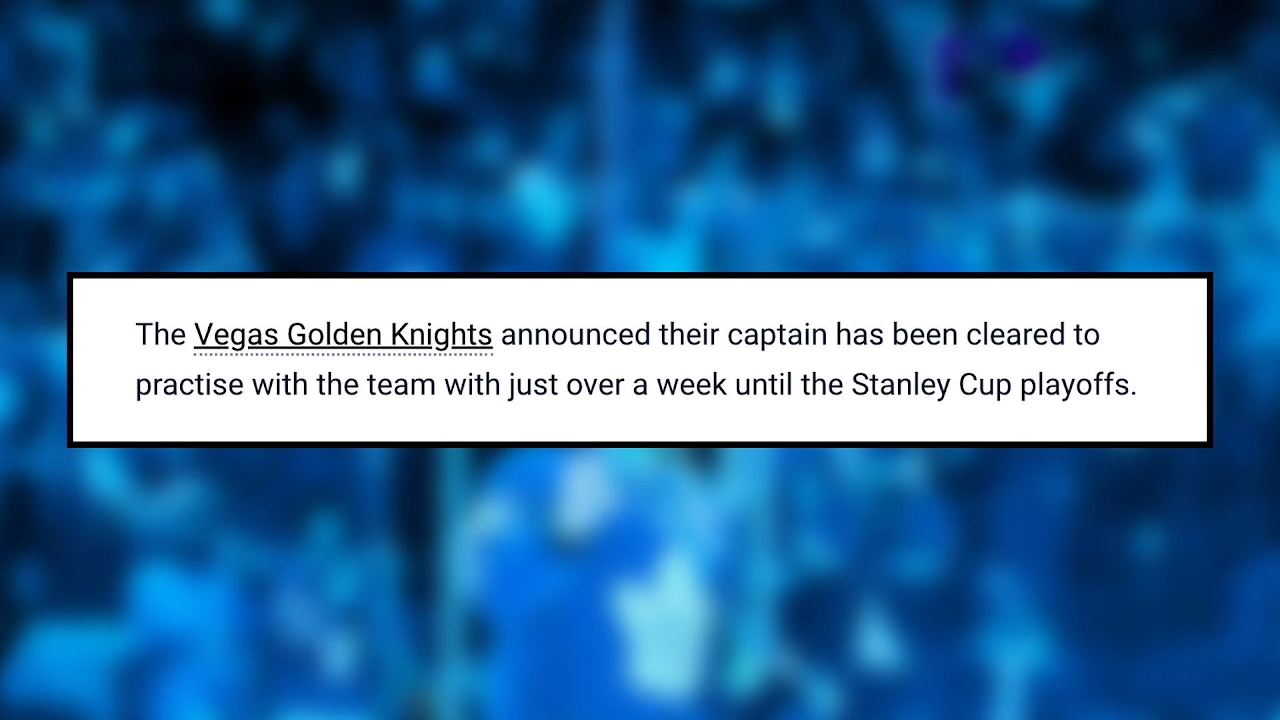 The Vegas Golden Knights announced their captain has been cleared to
practise with the team with just over a week until the Stanley Cup playoffs.